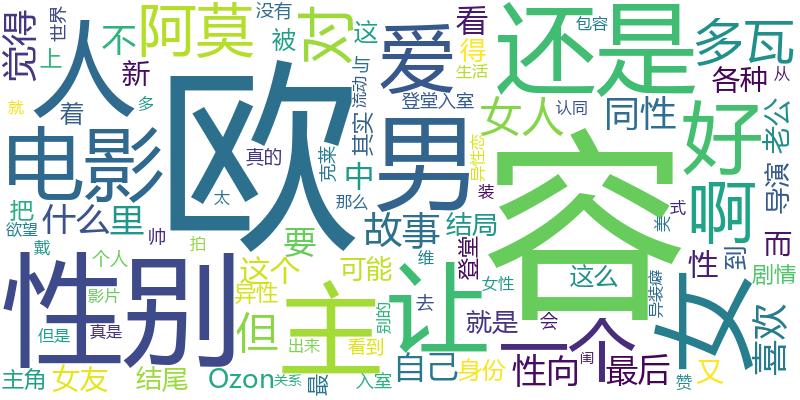 世界
没有
被
这
与
看
包容
觉得
上
不
新
人
阿莫
对
爱
还是
多瓦
得
生活
各种
从
就
多
着
流动
登堂入室
女人
认同
同性
老公
电影
欧
真的
其实
克莱
男
容
好
异性恋
导演
把
什么
里
太
中
那么
装
啊
欲望
戴
帅
拍
要
故事
结局
登堂
美
式
而
性别
个人
这个
可能
维
性
到
影片
异性
主
让
去
女性
这么
异装癖
剧情
但是
真是
但
别的
就是
会
一个
女
喜欢
主角
女友
结尾
Ozon
出来
关系
最
看到
入室
自己
身份
性向
闺
最后
赞
又